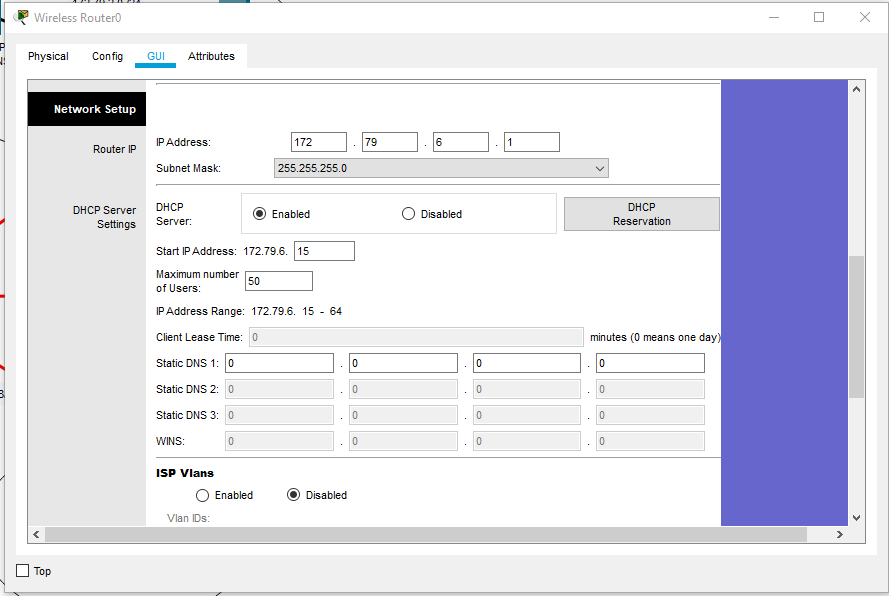 Wireless Router0
Physical Config GUI Attributes
Network Setup
Router IP
IP Address: 172 . 79 . 6 . 1
Subnet Mask: 255.255.255.0
DHCP Server Settings
DHCP Server: Enabled Disabled DHCP Reservation
Start IP Address: 172.79.6. 15
Maximum number of Users: 50
IP Address Range: 172.79.6. 15 - 64
Client Lease Time: 0 minutes (0 means one day)
Static DNS 1: 0 . 0 . 0 . 0
Static DNS 2: 0 . 0 . 0 . 0
Static DNS 3: 0 . 0 . 0 . 0
WINS: 0 . 0 . 0 . 0
ISP Vlans
Enabled Disabled
Vlan IDs:
Top